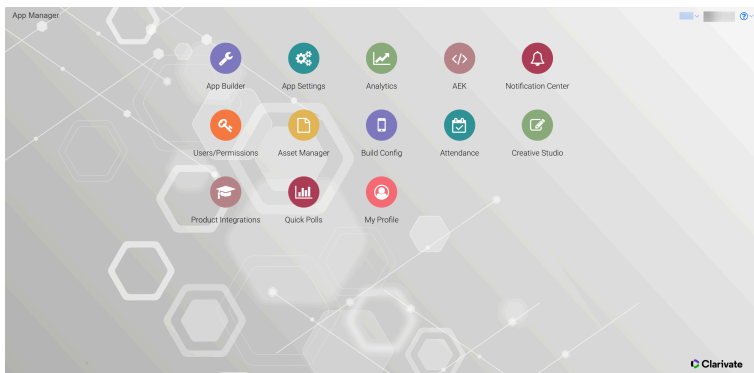 App Manager
App Builder
App Settings
Analytics
AEK
Notification Center
Users/Permissions
Asset Manager
Build Config
Attendance
Creative Studio
Product Integrations
Quick Polls
My Profile
Clarivate